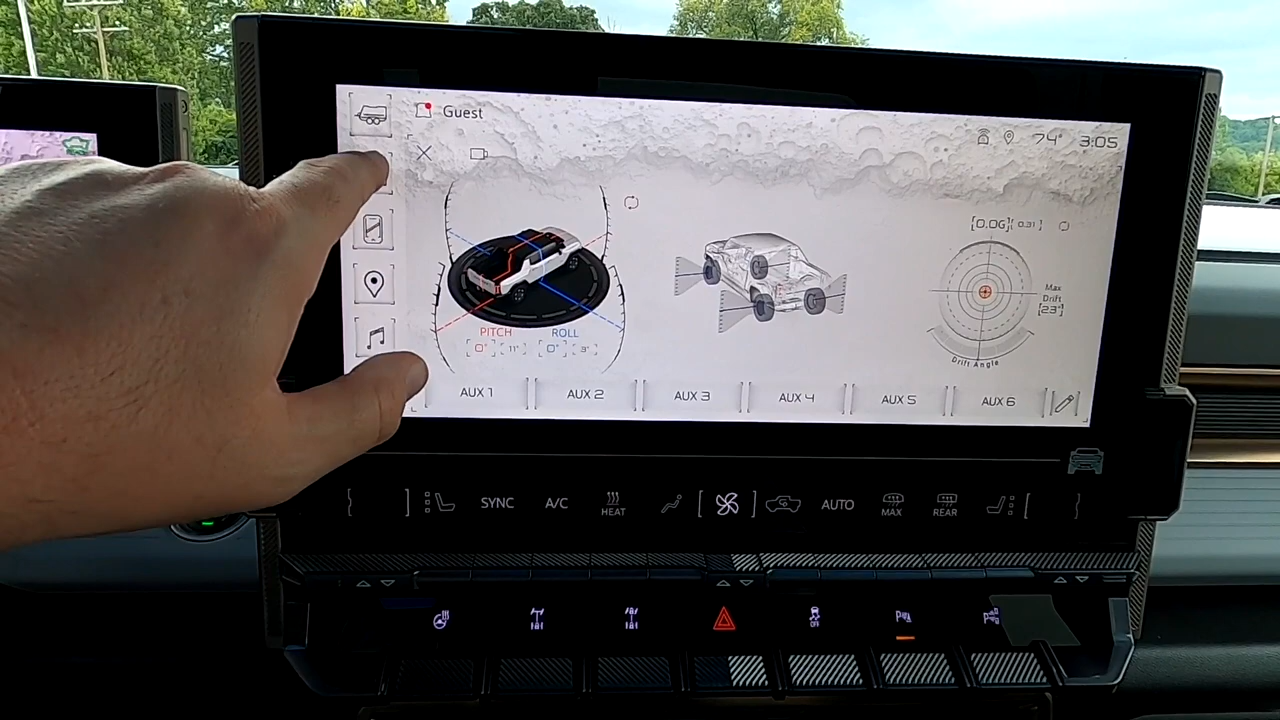 Guest
74° 3:05
[0.0G][0.31]
Max
Drift
[23°]
Drift Angle
PITCH ROLL
0° 11° 0° 3°
AUX 1 AUX 2 AUX 3 AUX 4 AUX 5 AUX 6
SYNC A/C HEAT AUTO MAX REAR
OFF